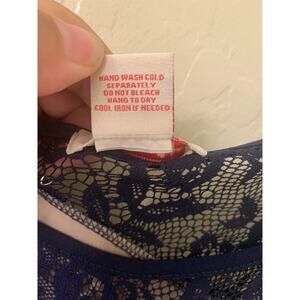 HAND WASH COLD
SEPARATELY
DO NOT BLEACH
HANG TO DRY
COOL IRON IF NEEDED